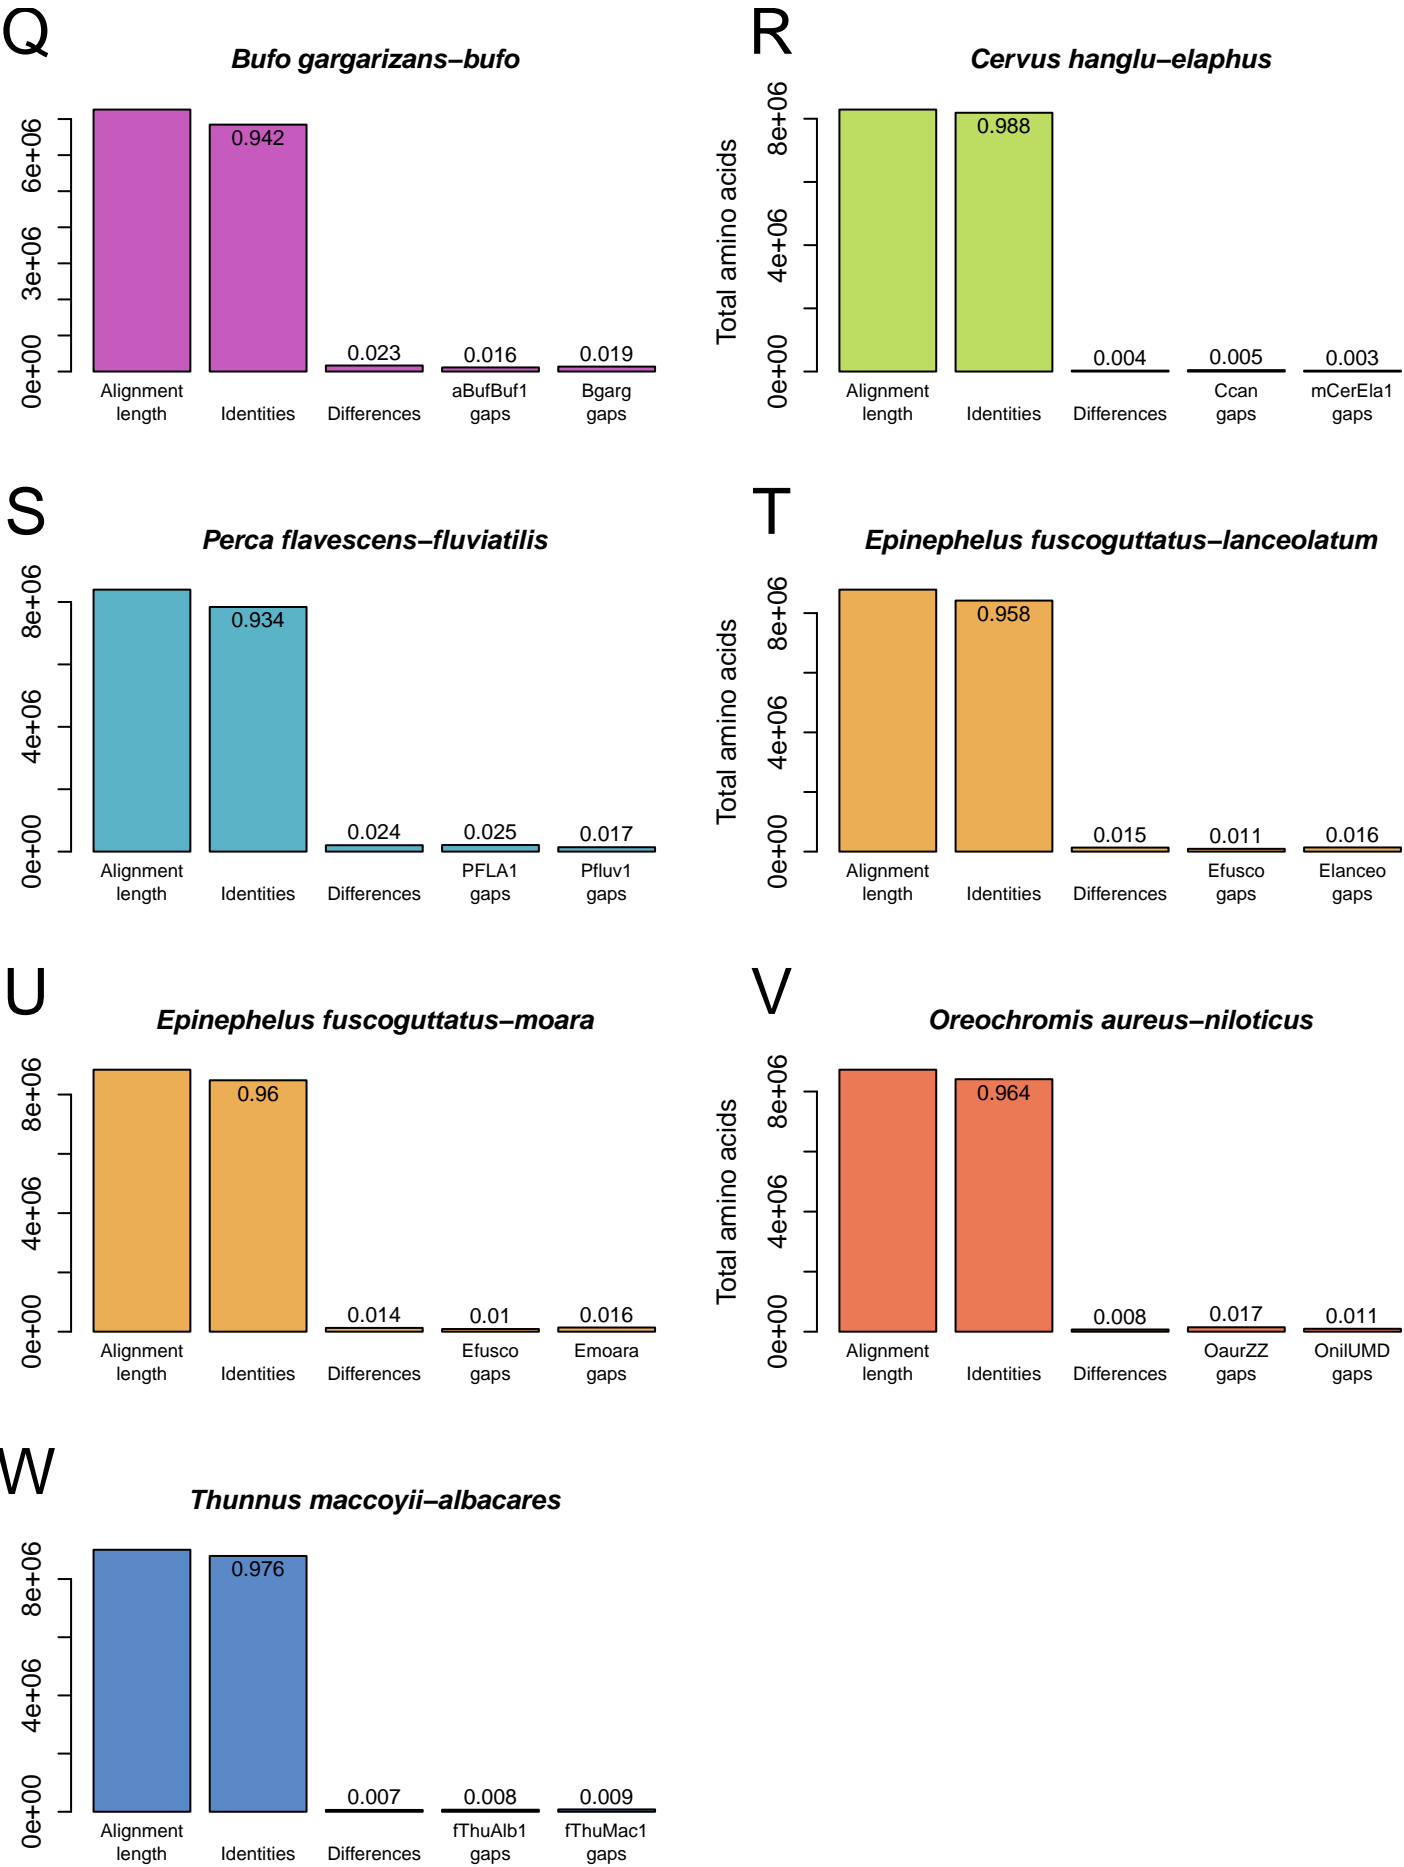 Q
Bufo gargarizans–bufo
0e+00 3e+06 6e+06
0.942
0.023 0.016 0.019
Alignment length
Identities
Differences
aBufBuf1 gaps
Bgarg gaps
R
Cervus hanglu–elaphus
Total amino acids
0e+00 4e+06 8e+06
0.988
0.004 0.005 0.003
Alignment length
Identities
Differences
Ccan gaps
mCerEla1 gaps
S
Perca flavescens–fluviatilis
0e+00 4e+06 8e+06
0.934
0.024 0.025 0.017
Alignment length
Identities
Differences
PFLA1 gaps
Pfluv1 gaps
T
Epinephelus fuscoguttatus–lanceolatum
Total amino acids
0e+00 4e+06 8e+06
0.958
0.015 0.011 0.016
Alignment length
Identities
Differences
Efusco gaps
Elanceo gaps
U
Epinephelus fuscoguttatus–moara
0e+00 4e+06 8e+06
0.96
0.014 0.01 0.016
Alignment length
Identities
Differences
Efusco gaps
Emoara gaps
V
Oreochromis aureus–niloticus
Total amino acids
0e+00 4e+06 8e+06
0.964
0.008 0.017 0.011
Alignment length
Identities
Differences
OaurZZ gaps
OnilUMD gaps
W
Thunnus maccoyii–albacares
0e+00 4e+06 8e+06
0.976
0.007 0.008 0.009
Alignment length
Identities
Differences
fThuAlb1 gaps
fThuMac1 gaps